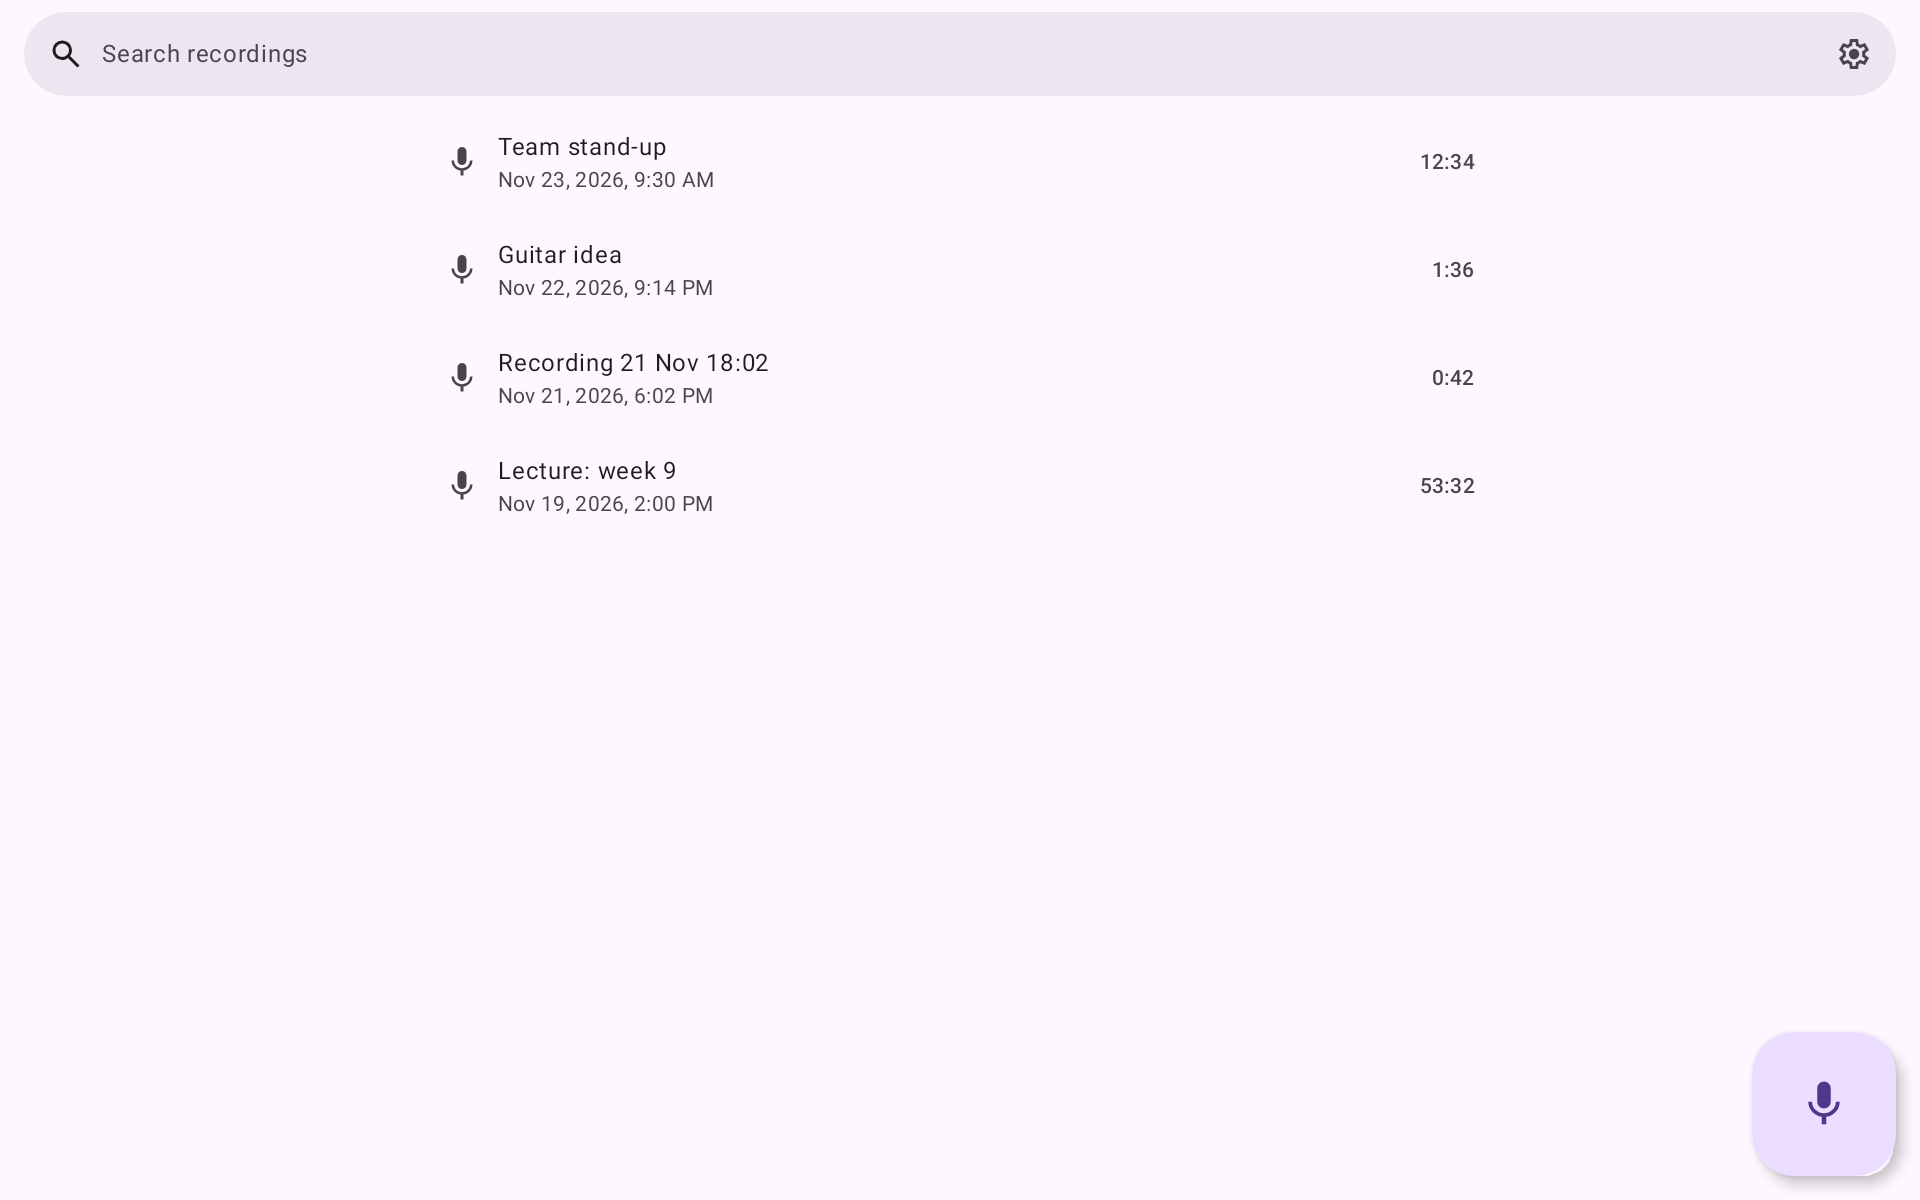 Search recordings
Team stand-up
Nov 23, 2026, 9:30 AM
12:34
Guitar idea
Nov 22, 2026, 9:14 PM
1:36
Recording 21 Nov 18:02
Nov 21, 2026, 6:02 PM
0:42
Lecture: week 9
Nov 19, 2026, 2:00 PM
53:32